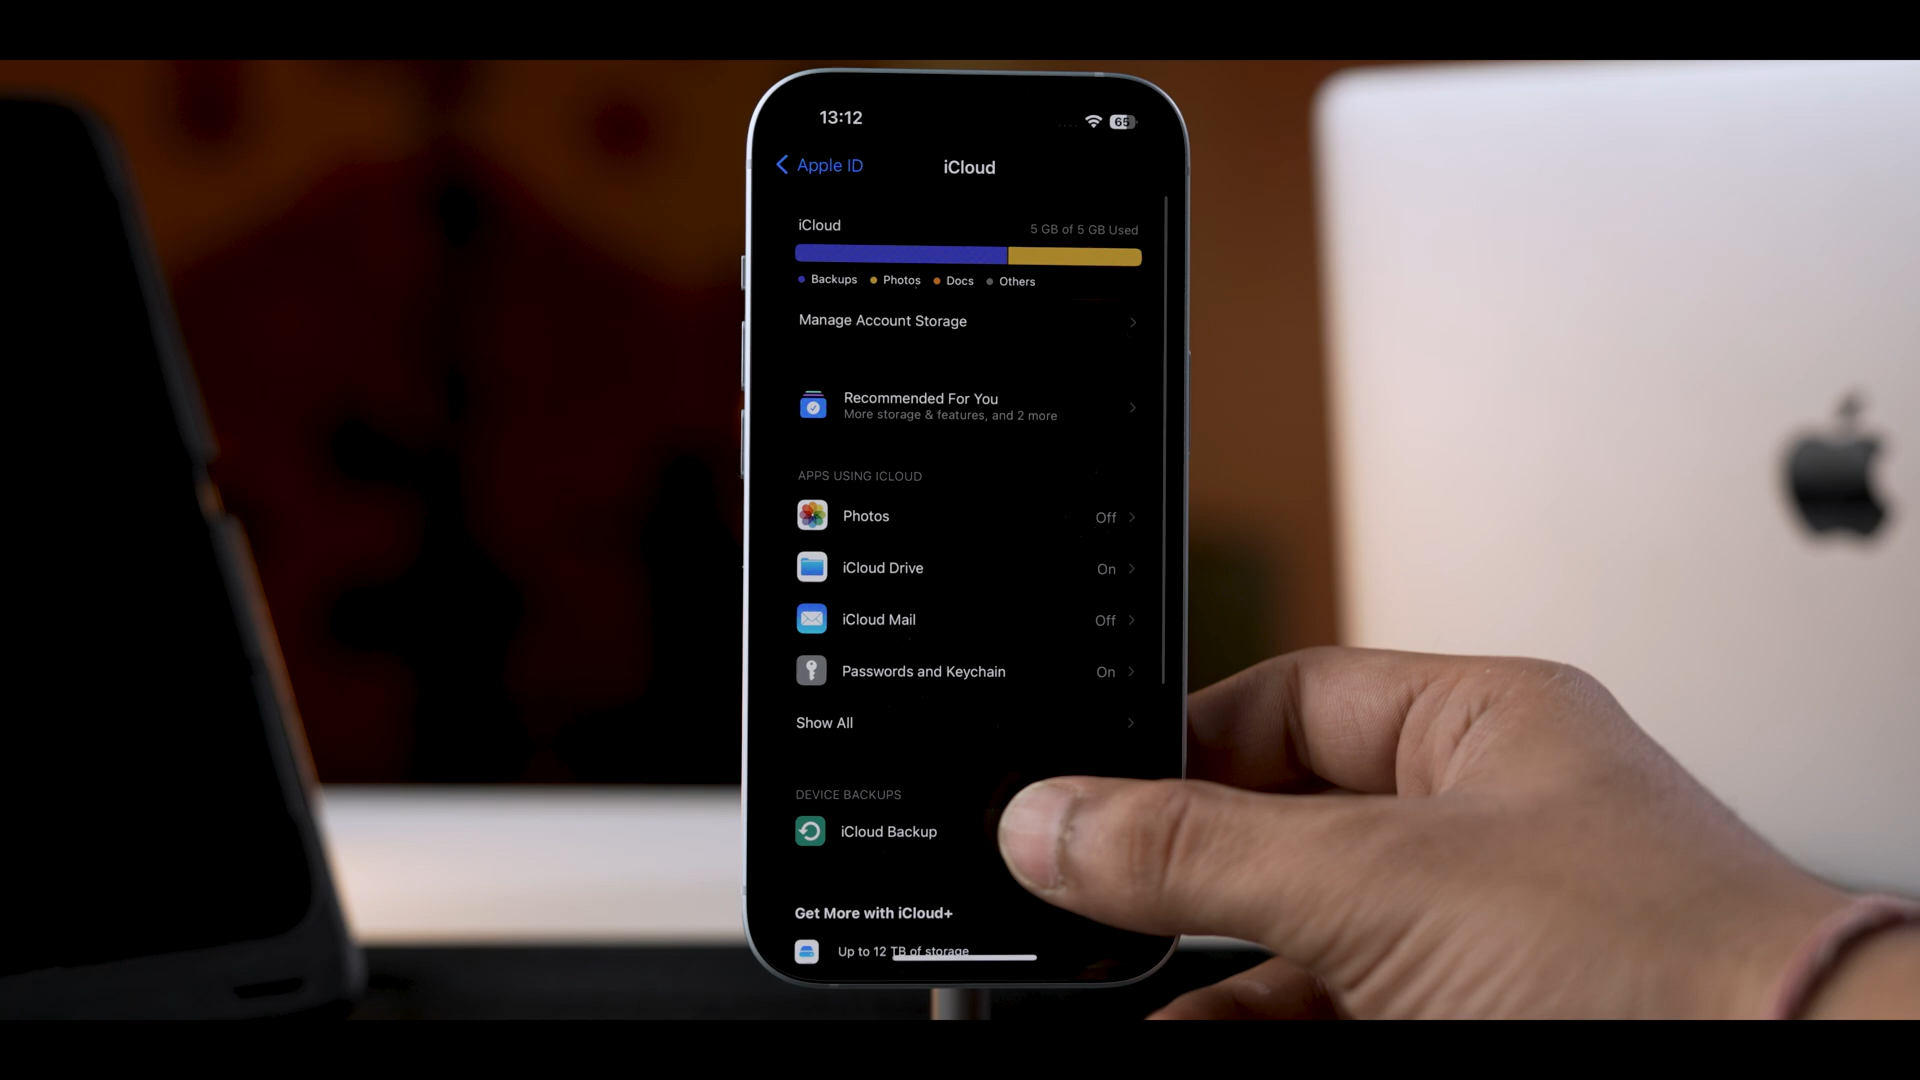 13:12
65
Apple ID
iCloud
iCloud
5 GB of 5 GB Used
Backups Photos Docs Others
Manage Account Storage
Recommended For You
More storage & features, and 2 more
APPS USING ICLOUD
Photos Off
iCloud Drive On
iCloud Mail Off
Passwords and Keychain On
Show All
DEVICE BACKUPS
iCloud Backup
Get More with iCloud+
Up to 12 TB of storage